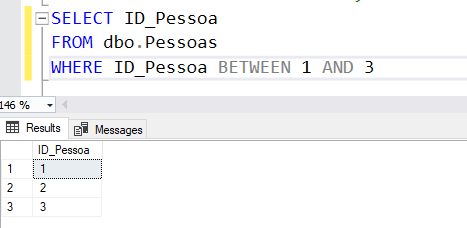 SELECT ID_Pessoa
FROM dbo.Pessoas
WHERE ID_Pessoa BETWEEN 1 AND 3
146 %
Results Messages
ID_Pessoa
1 1
2 2
3 3